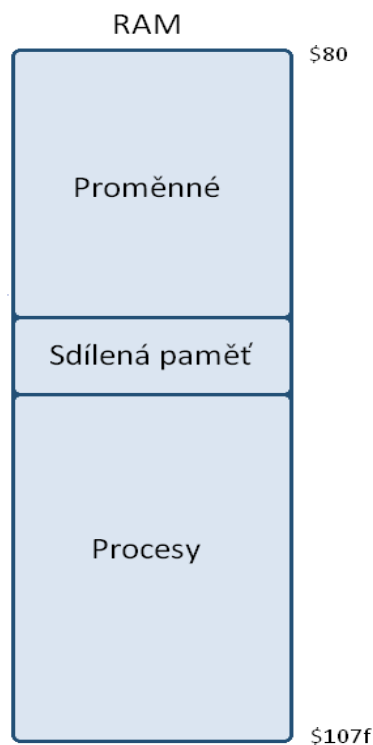 RAM
$80
Proměnné
Sdílená paměť
Procesy
$107f